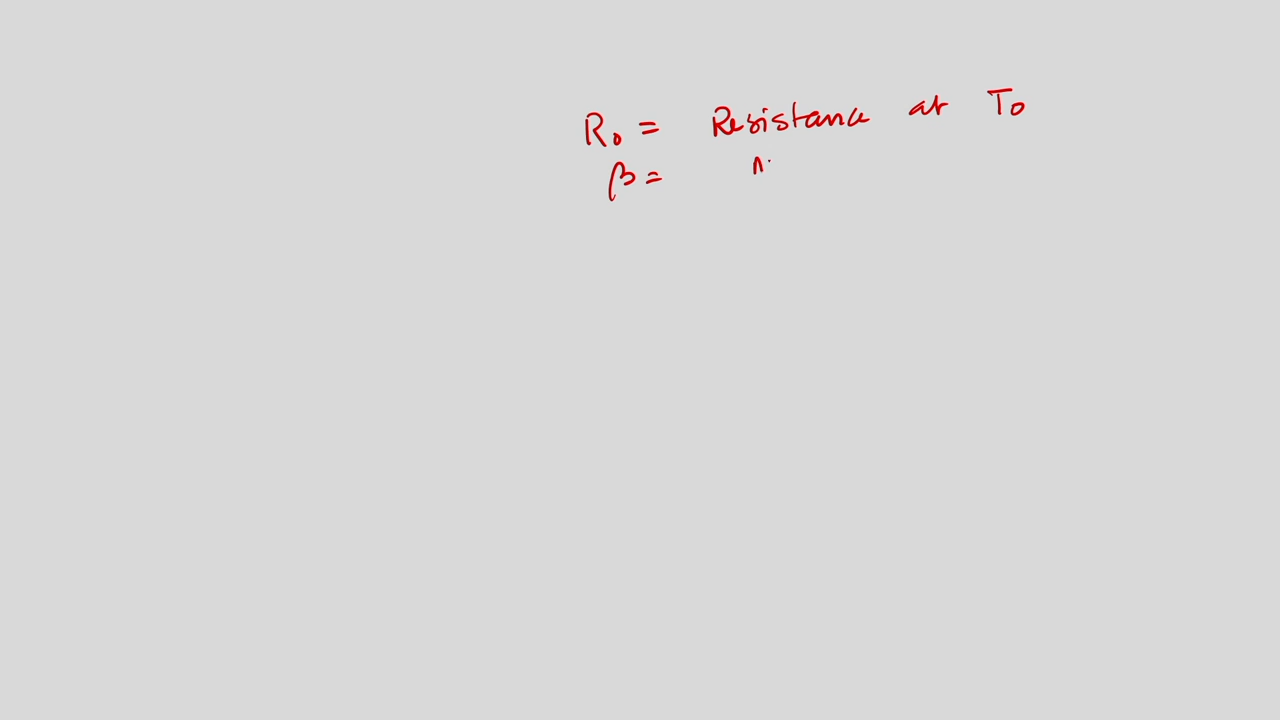 R₀ = Resistance at T₀
β =